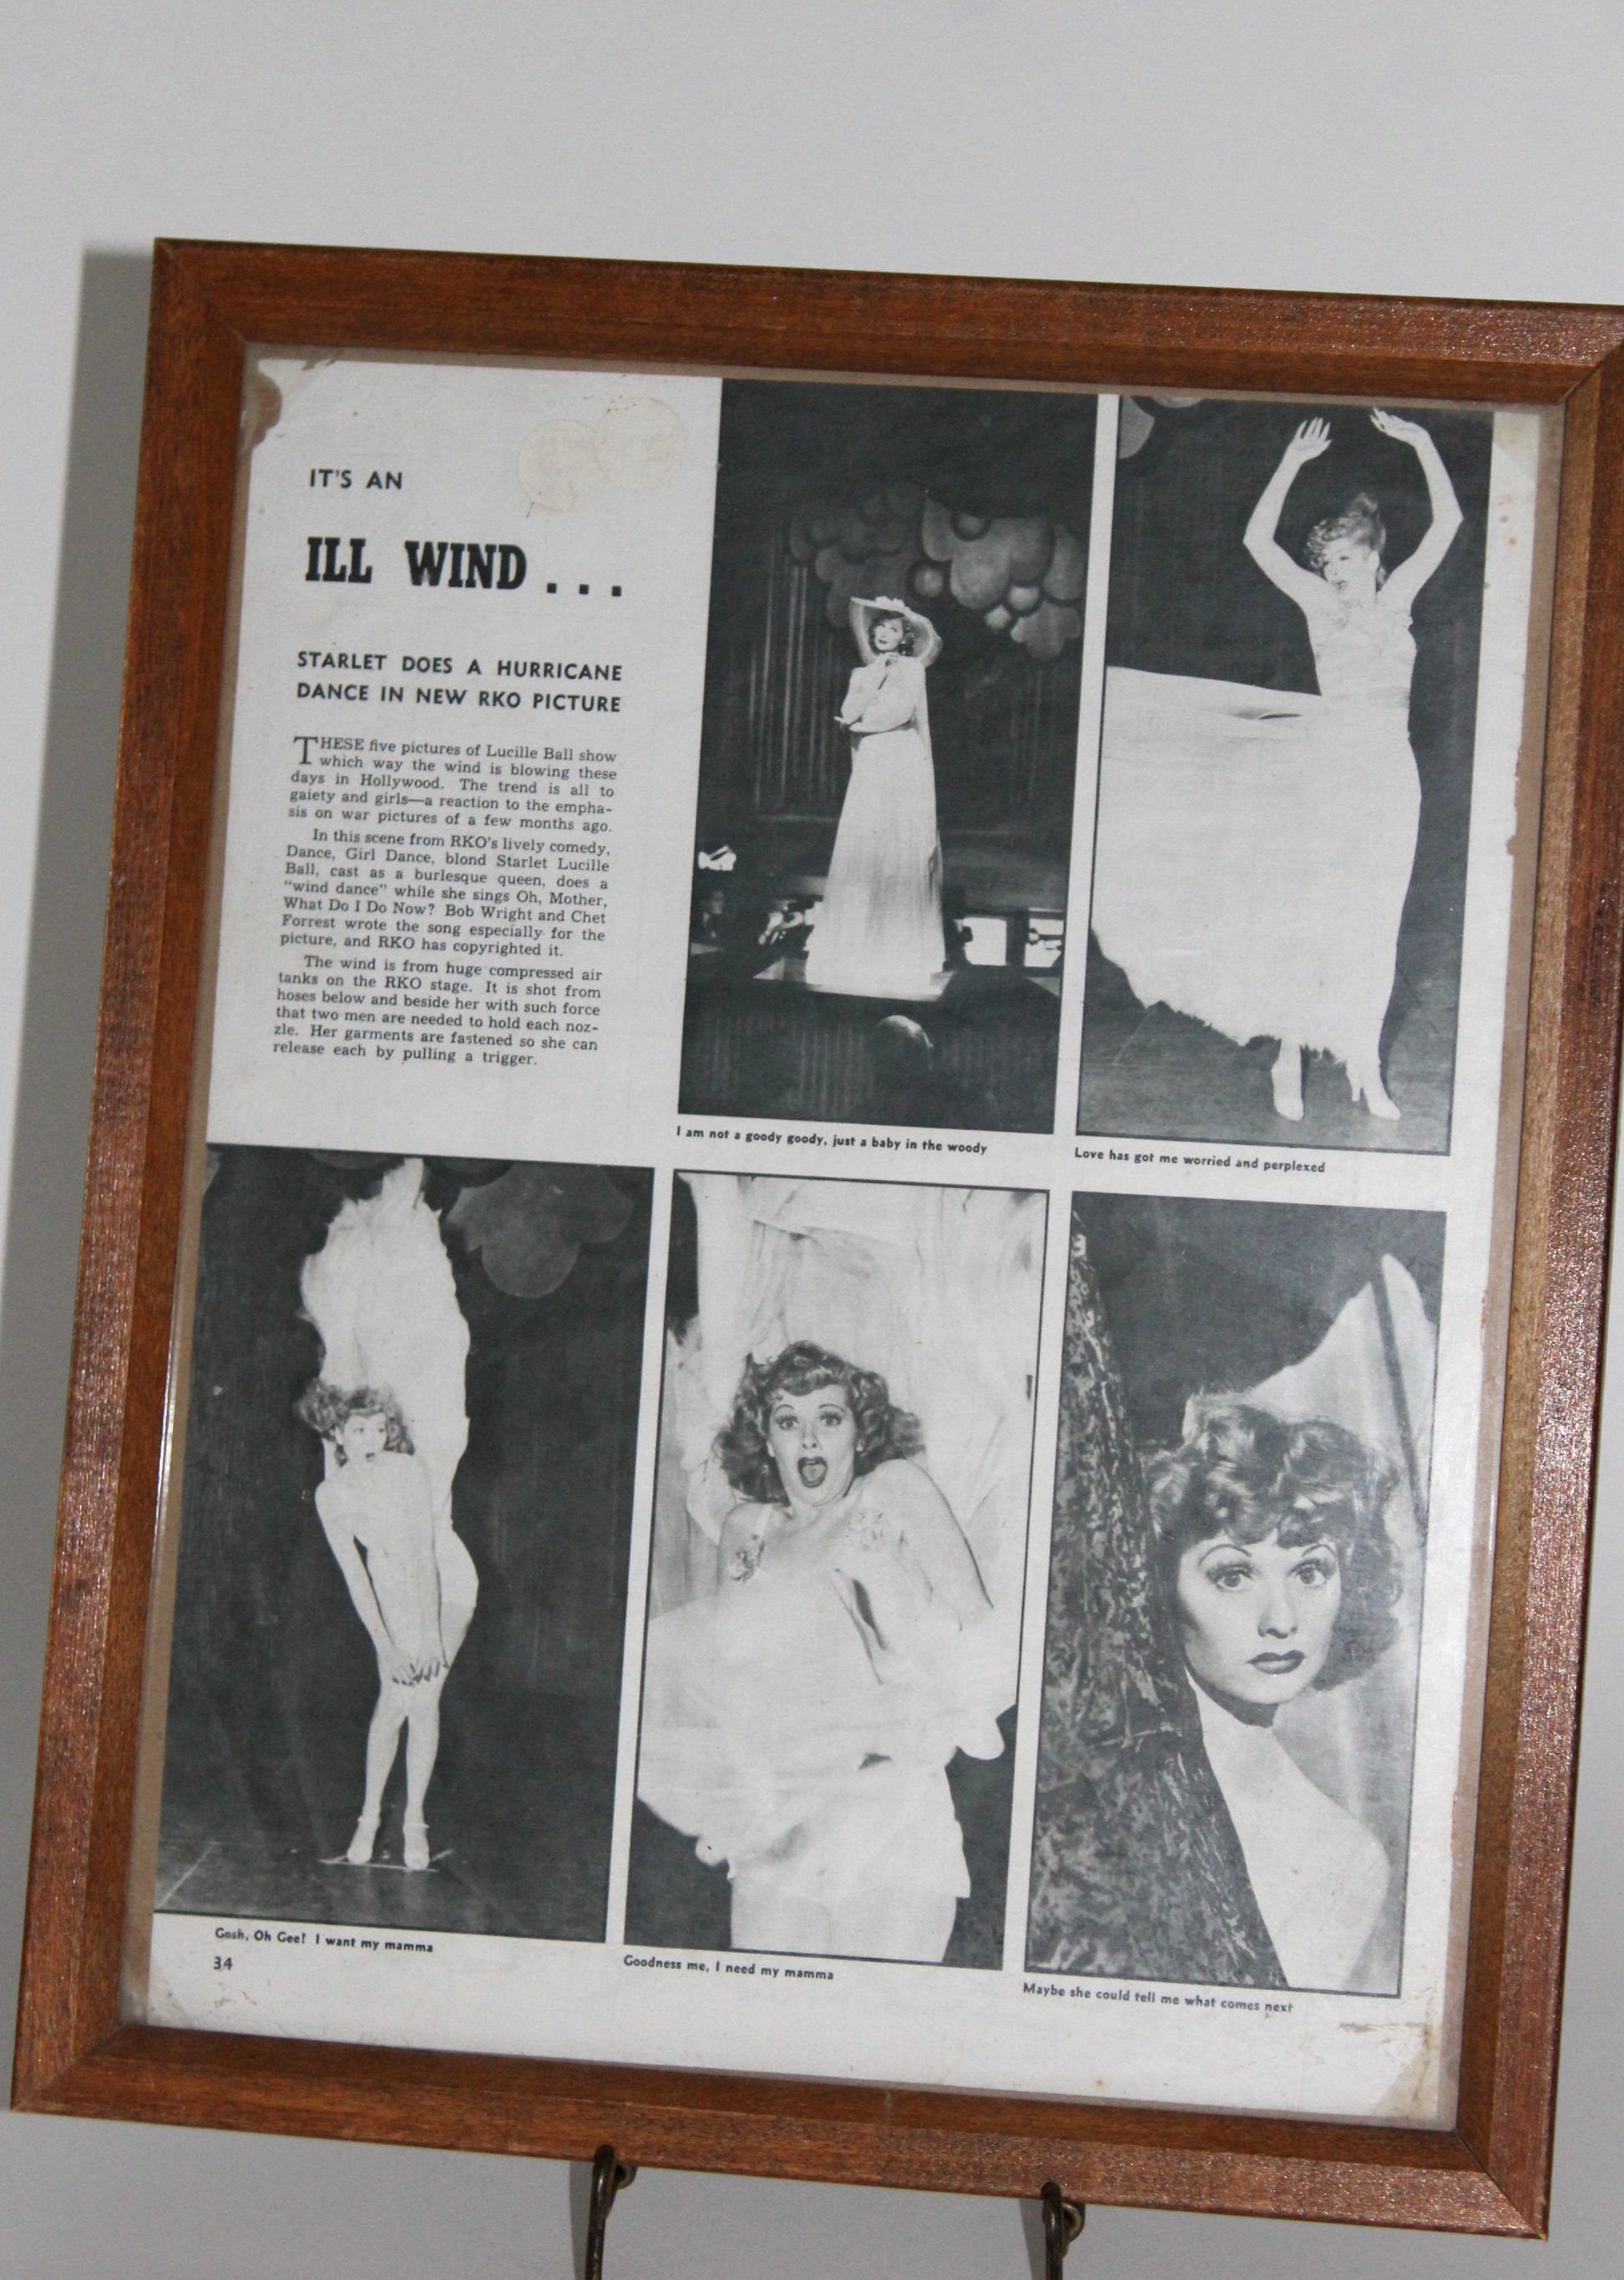 IT'S AN
ILL WIND . . .
STARLET DOES A HURRICANE
DANCE IN NEW RKO PICTURE
THESE five pictures of Lucille Ball show
which way the wind is blowing these
days in Hollywood. The trend is all to
gaiety and girls—a reaction to the empha-
sis on war pictures of a few months ago.
In this scene from RKO's lively comedy,
Dance, Girl Dance, blond Starlet Lucille
Ball, cast as a burlesque queen, does a
"wind dance" while she sings Oh, Mother,
What Do I Do Now? Bob Wright and Chet
Forrest wrote the song especially for the
picture, and RKO has copyrighted it.
The wind is from huge compressed air
tanks on the RKO stage. It is shot from
hoses below and beside her with such force
that two men are needed to hold each noz-
zle. Her garments are fastened so she can
release each by pulling a trigger.
I am not a goody goody, just a baby in the woody
Love has got me worried and perplexed
Gosh, Oh Gee! I want my mamma
Goodness me, I need my mamma
Maybe she could tell me what comes next
34